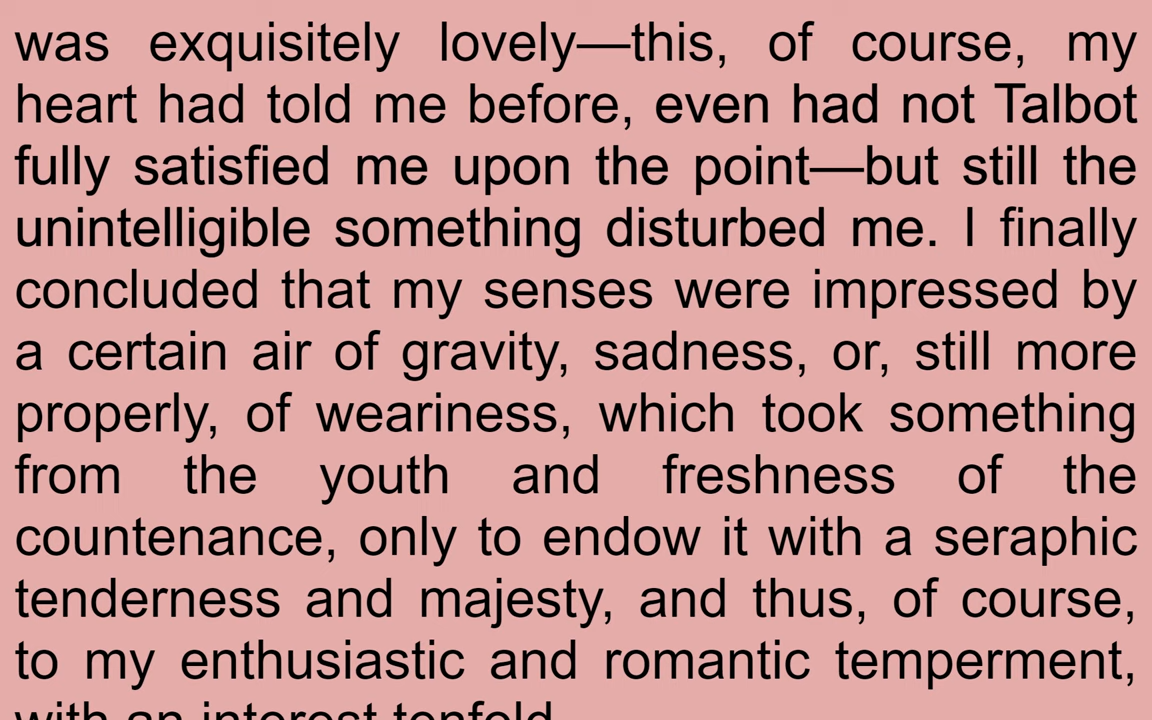 was exquisitely lovely—this, of course, my
heart had told me before, even had not Talbot
fully satisfied me upon the point—but still the
unintelligible something disturbed me. I finally
concluded that my senses were impressed by
a certain air of gravity, sadness, or, still more
properly, of weariness, which took something
from the youth and freshness of the
countenance, only to endow it with a seraphic
tenderness and majesty, and thus, of course,
to my enthusiastic and romantic temperment,
with an interest tenfold.